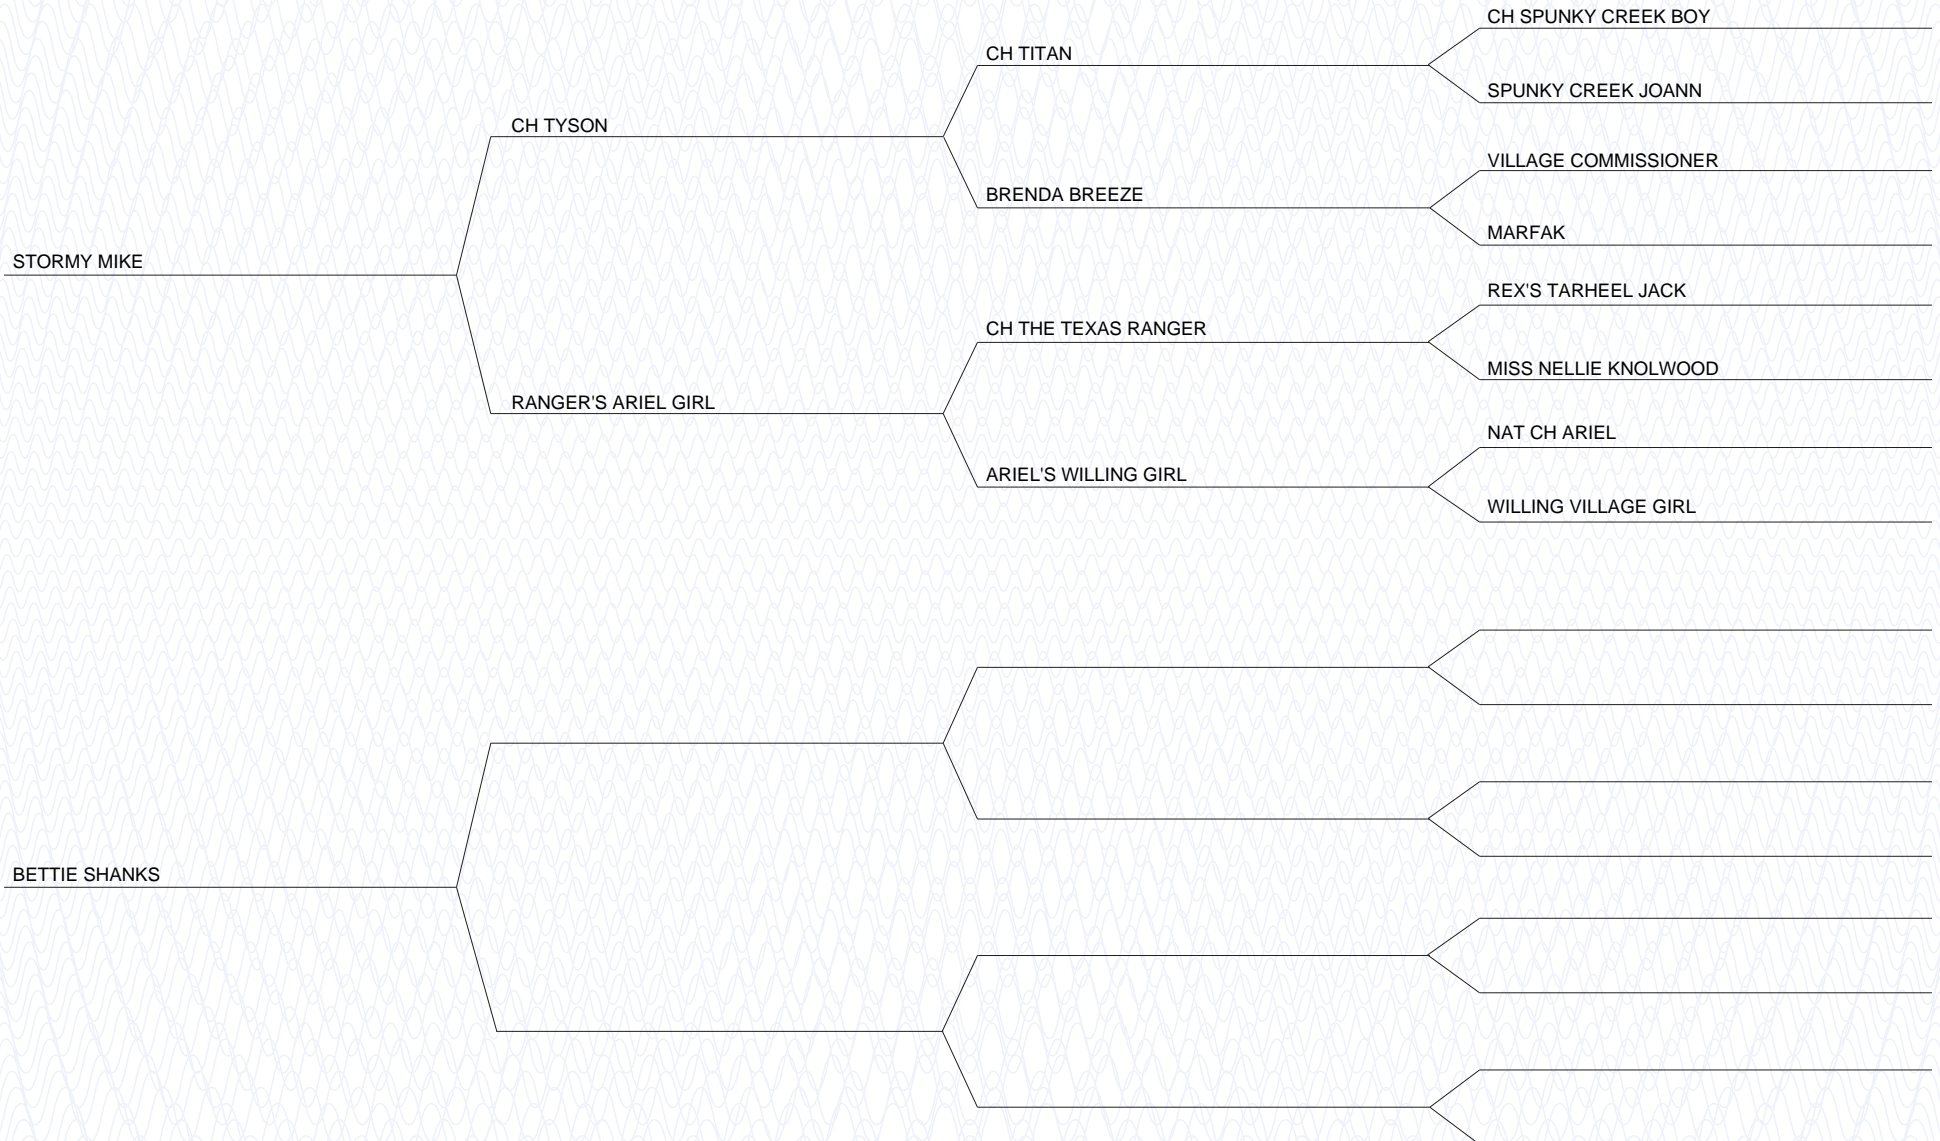 CH SPUNKY CREEK BOY
CH TITAN
SPUNKY CREEK JOANN
CH TYSON
VILLAGE COMMISSIONER
BRENDA BREEZE
MARFAK
STORMY MIKE
REX'S TARHEEL JACK
CH THE TEXAS RANGER
MISS NELLIE KNOLWOOD
RANGER'S ARIEL GIRL
NAT CH ARIEL
ARIEL'S WILLING GIRL
WILLING VILLAGE GIRL
BETTIE SHANKS